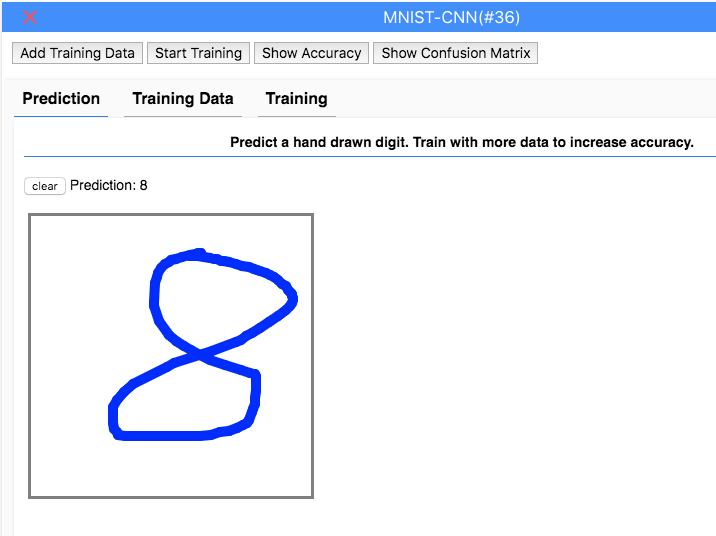 MNIST-CNN(#36)
Add Training Data Start Training Show Accuracy Show Confusion Matrix
Prediction Training Data Training
Predict a hand drawn digit. Train with more data to increase accuracy.
clear Prediction: 8
8